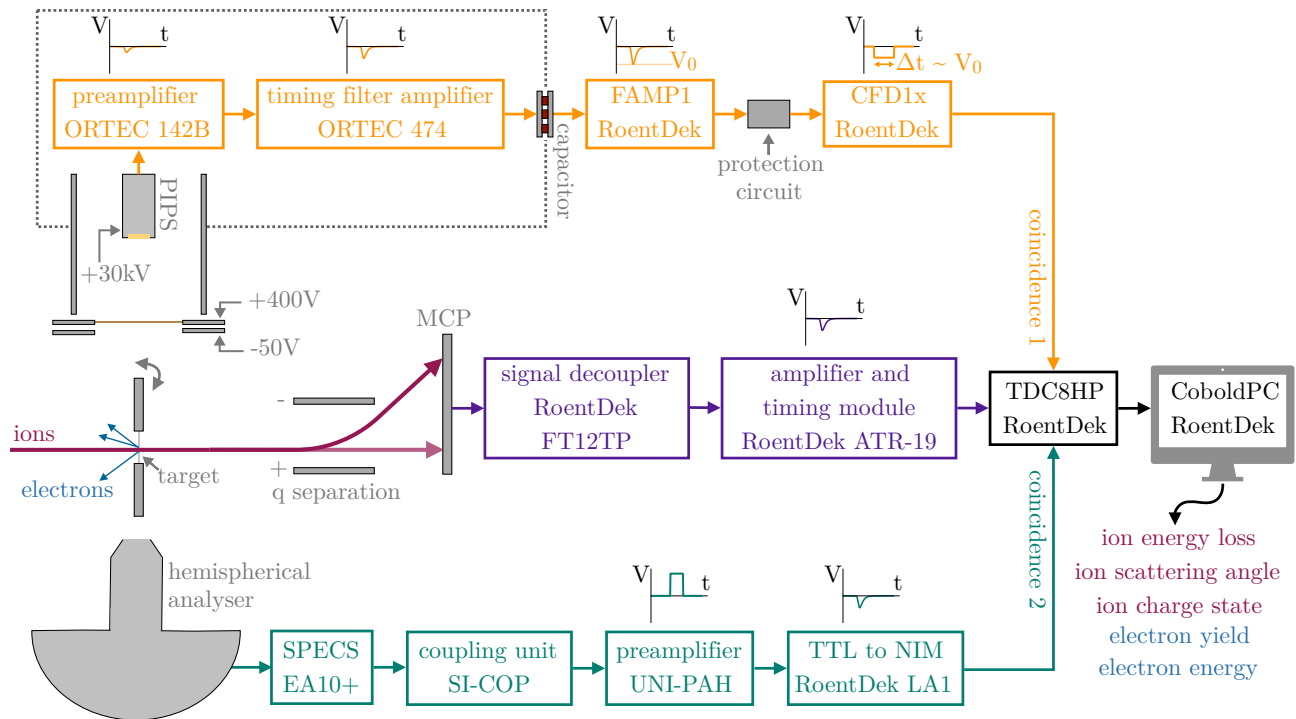 V
t
V
t
V
t
V₀
V
t
Δt ~ V₀
preamplifier
ORTEC 142B
timing filter amplifier
ORTEC 474
capacitor
FAMP1
RoentDek
protection
circuit
CFD1x
RoentDek
PIPS
+30kV
+400V
-50V
coincidence 1
MCP
V
t
signal decoupler
RoentDek
FT12TP
amplifier and
timing module
RoentDek ATR-19
TDC8HP
RoentDek
CoboldPC
RoentDek
-
+
q separation
ions
electrons
target
coincidence 2
ion energy loss
ion scattering angle
ion charge state
electron yield
electron energy
hemispherical
analyser
V
t
V
t
SPECS
EA10+
coupling unit
SI-COP
preamplifier
UNI-PAH
TTL to NIM
RoentDek LA1